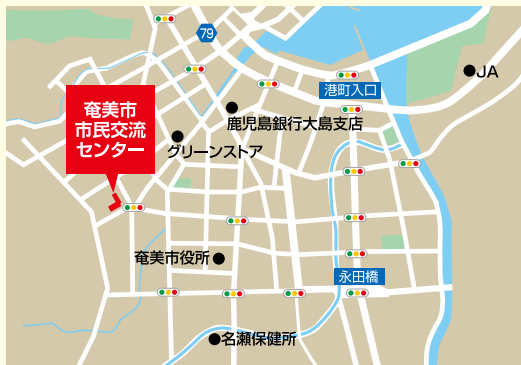 79
JA
港町入口
奄美市
市民交流
センター
鹿児島銀行大島支店
グリーンストア
奄美市役所
永田橋
名瀬保健所